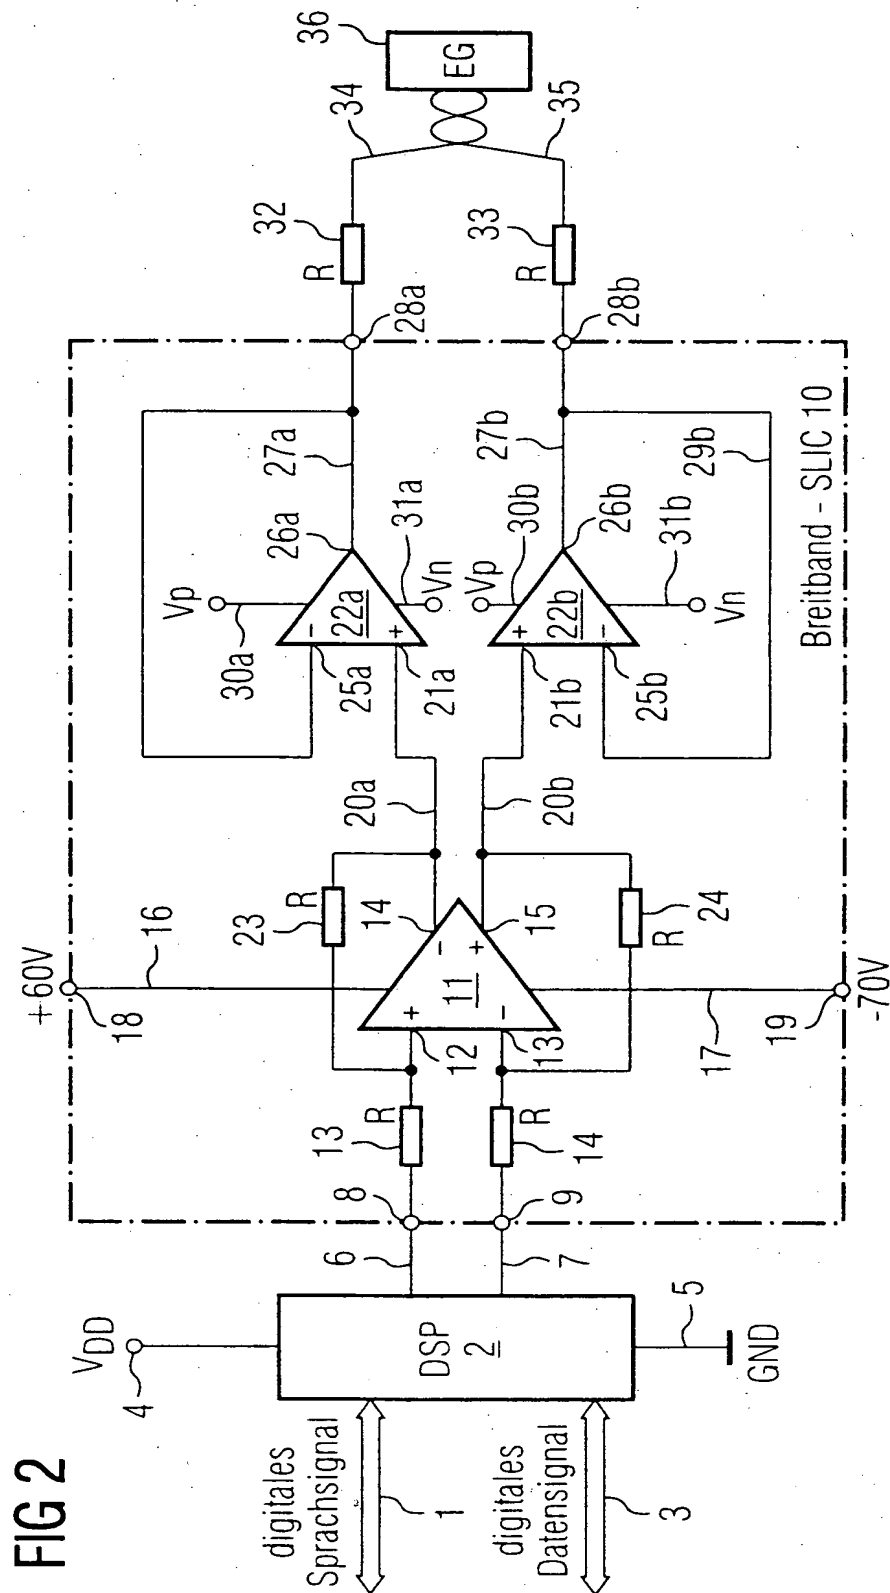 FIG 2
+60V
VDD
4
18
16
Vp
30a
23
R
digitales
Sprachsignal
1
6
8
13
R
12
+
-
14
11
20a
25a
-
22a
+
21a
26a
27a
31a
Vn
28a
R
32
34
36
EG
DSP
2
digitales
Datensignal
3
7
9
14
R
13
-
+
15
20b
Vp
30b
21b
+
22b
-
25b
26b
27b
28b
R
33
35
R
24
5
GND
17
31b
Vn
29b
19
-70V
Breitband - SLIC 10